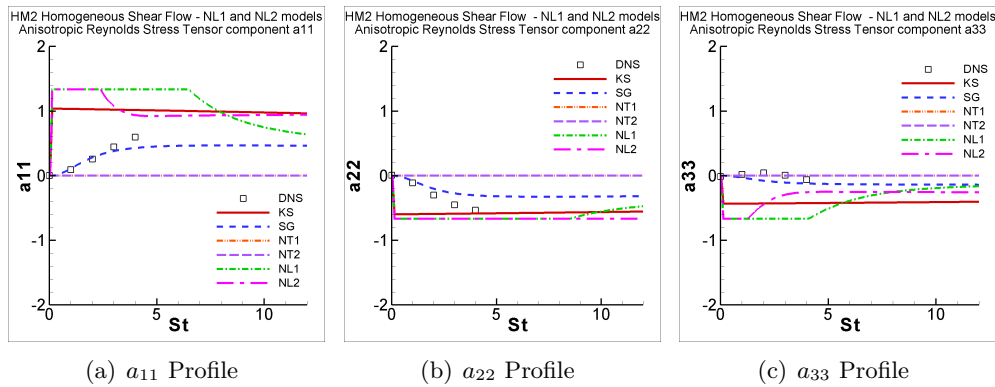 HM2 Homogeneous Shear Flow - NL1 and NL2 models
Anisotropic Reynolds Stress Tensor component a11
2
1
0
-1
-2
a11
0
5
10
St
DNS
KS
SG
NT1
NT2
NL1
NL2
(a) a11 Profile
HM2 Homogeneous Shear Flow - NL1 and NL2 models
Anisotropic Reynolds Stress Tensor component a22
2
1
0
-1
-2
a22
0
5
10
St
DNS
KS
SG
NT1
NT2
NL1
NL2
(b) a22 Profile
HM2 Homogeneous Shear Flow - NL1 and NL2 models
Anisotropic Reynolds Stress Tensor component a33
2
1
0
-1
-2
a33
0
5
10
St
DNS
KS
SG
NT1
NT2
NL1
NL2
(c) a33 Profile